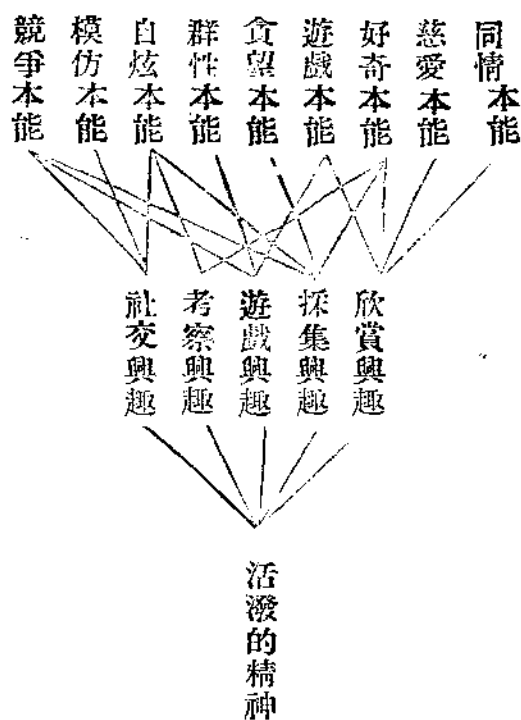 同情本能
慈愛本能
好奇本能
遊戲本能
貪望本能
群性本能
自炫本能
模仿本能
競爭本能
欣賞興趣
採集興趣
遊戲興趣
考察興趣
社交興趣
活潑的精神